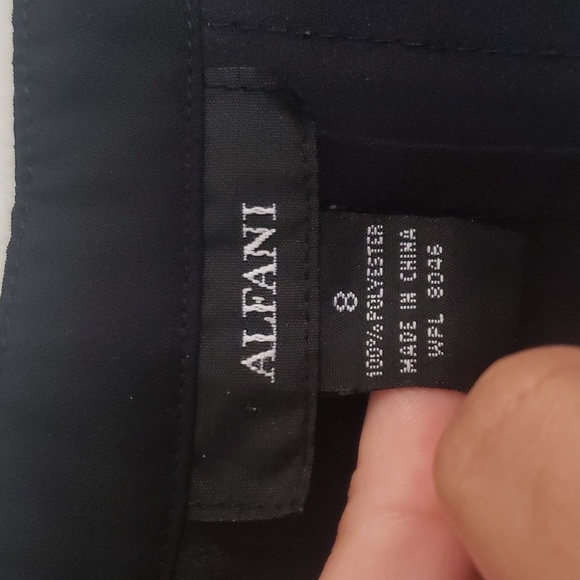 ALFANI
8
100% POLYESTER
MADE IN CHINA
WPL 8046